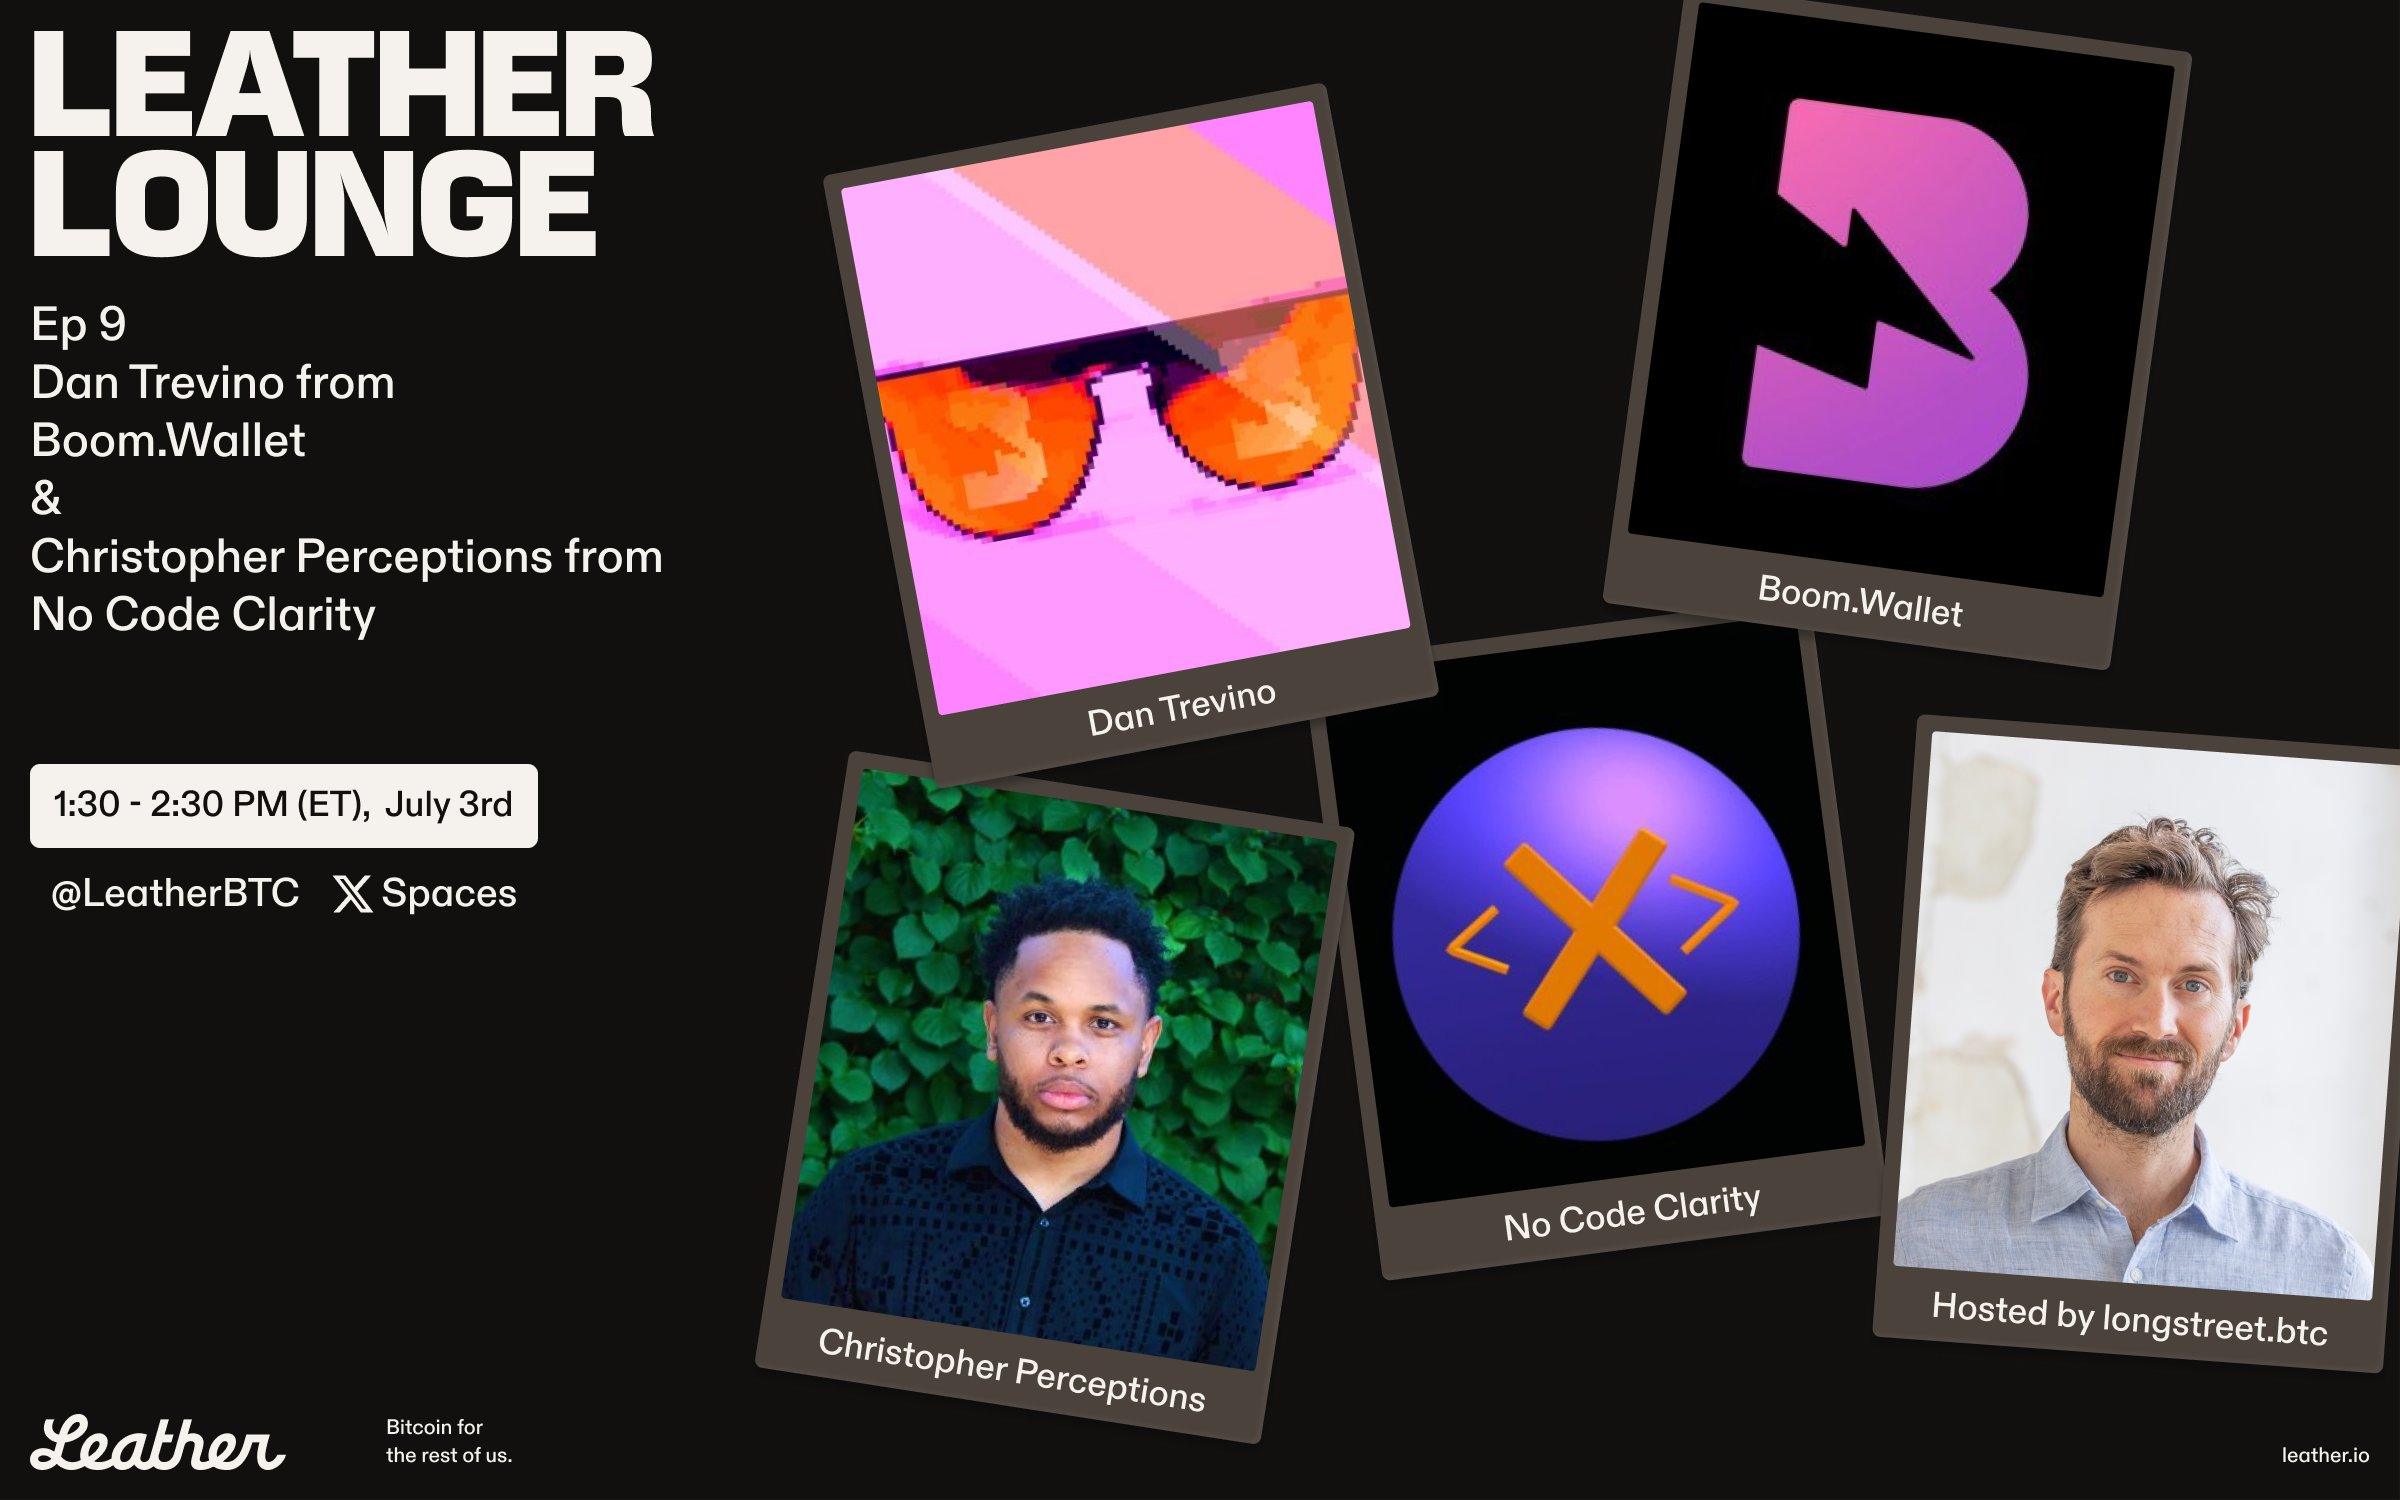 LEATHER
LOUNGE
Ep 9
Dan Trevino from
Boom.Wallet
&
Christopher Perceptions from
No Code Clarity
1:30 - 2:30 PM (ET), July 3rd
@LeatherBTC 𝕏 Spaces
Dan Trevino
Boom.Wallet
Christopher Perceptions
No Code Clarity
Hosted by longstreet.btc
Leather
Bitcoin for
the rest of us.
leather.io